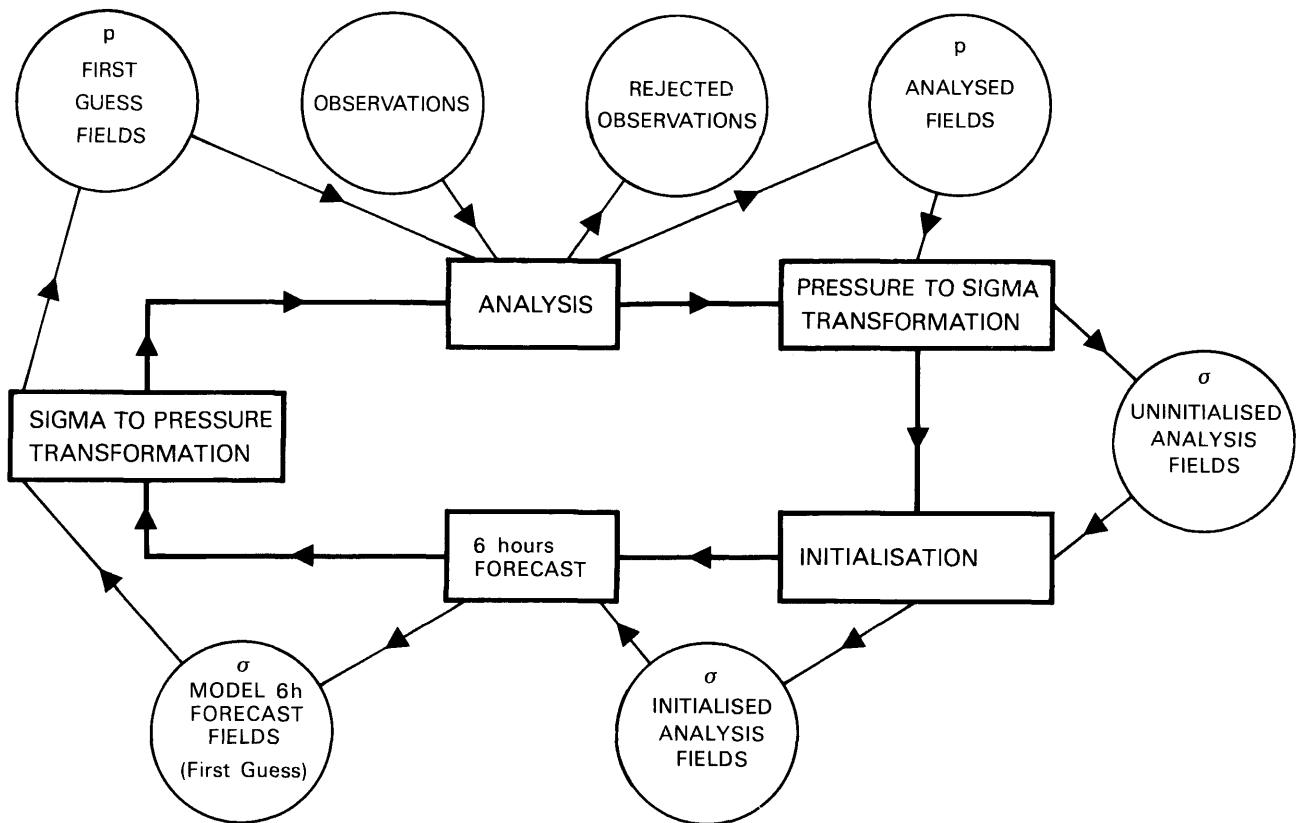 p
FIRST
GUESS
FIELDS
OBSERVATIONS
REJECTED
OBSERVATIONS
p
ANALYSED
FIELDS
ANALYSIS
PRESSURE TO SIGMA
TRANSFORMATION
SIGMA TO PRESSURE
TRANSFORMATION
σ
UNINITIALISED
ANALYSIS
FIELDS
6 hours
FORECAST
INITIALISATION
σ
MODEL 6h
FORECAST
FIELDS
(First Guess)
σ
INITIALISED
ANALYSIS
FIELDS